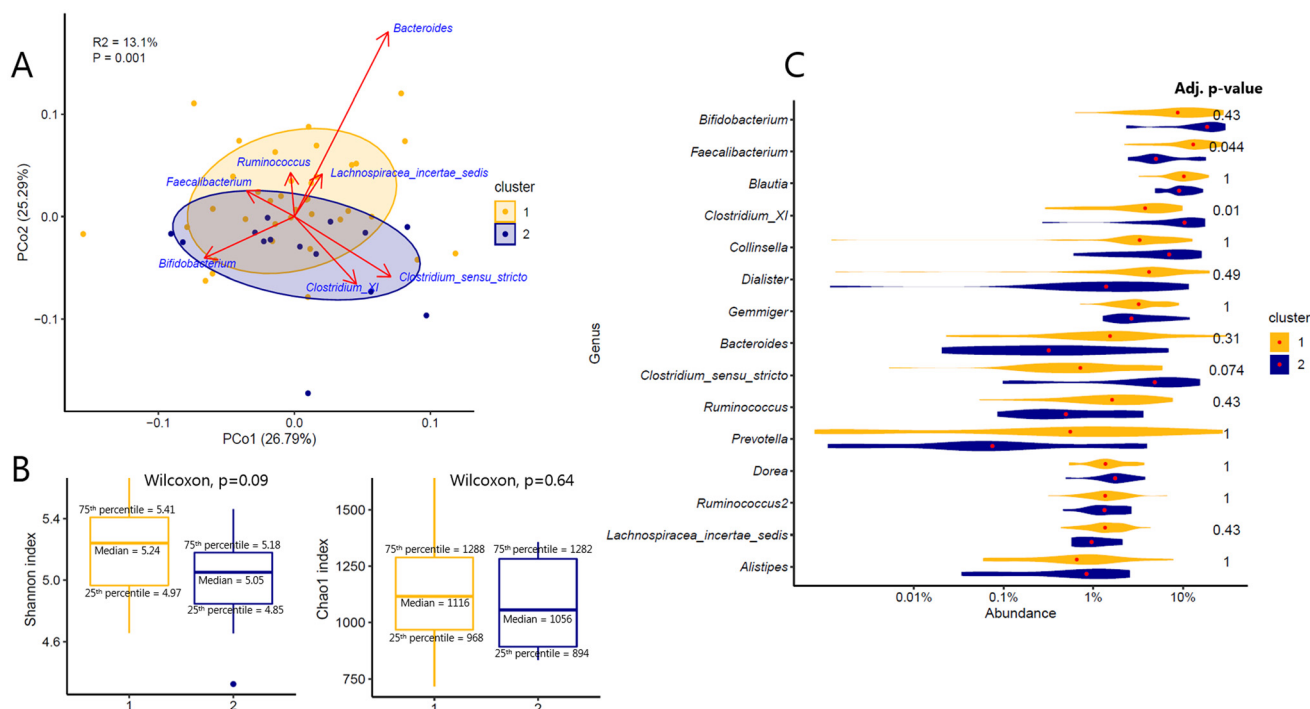 A
R2 = 13.1%
P = 0.001
Bacteroides
Ruminococcus
Lachnospiracea_incertae_sedis
Faecalibacterium
Bifidobacterium
Clostridium_sensu_stricto
Clostridium_XI
0.1
0.0
−0.1
PCo2 (25.29%)
−0.1
0.0
0.1
PCo1 (26.79%)
cluster
1
2
B
Wilcoxon, p=0.09
75th percentile = 5.41
Median = 5.24
25th percentile = 4.97
75th percentile = 5.18
Median = 5.05
25th percentile = 4.85
5.4
5.0
4.6
Shannon index
1
2
Wilcoxon, p=0.64
75th percentile = 1288
Median = 1116
25th percentile = 968
75th percentile = 1282
Median = 1056
25th percentile = 894
1500
1250
1000
750
Chao1 index
1
2
C
Adj. p-value
Bifidobacterium
0.43
Faecalibacterium
0.044
Blautia
1
Clostridium_XI
0.01
Collinsella
1
Dialister
0.49
Gemmiger
1
Bacteroides
0.31
Clostridium_sensu_stricto
0.074
Ruminococcus
0.43
Prevotella
1
Dorea
1
Ruminococcus2
1
Lachnospiracea_incertae_sedis
0.43
Alistipes
1
Genus
0.01%
0.1%
1%
10%
Abundance
cluster
1
2